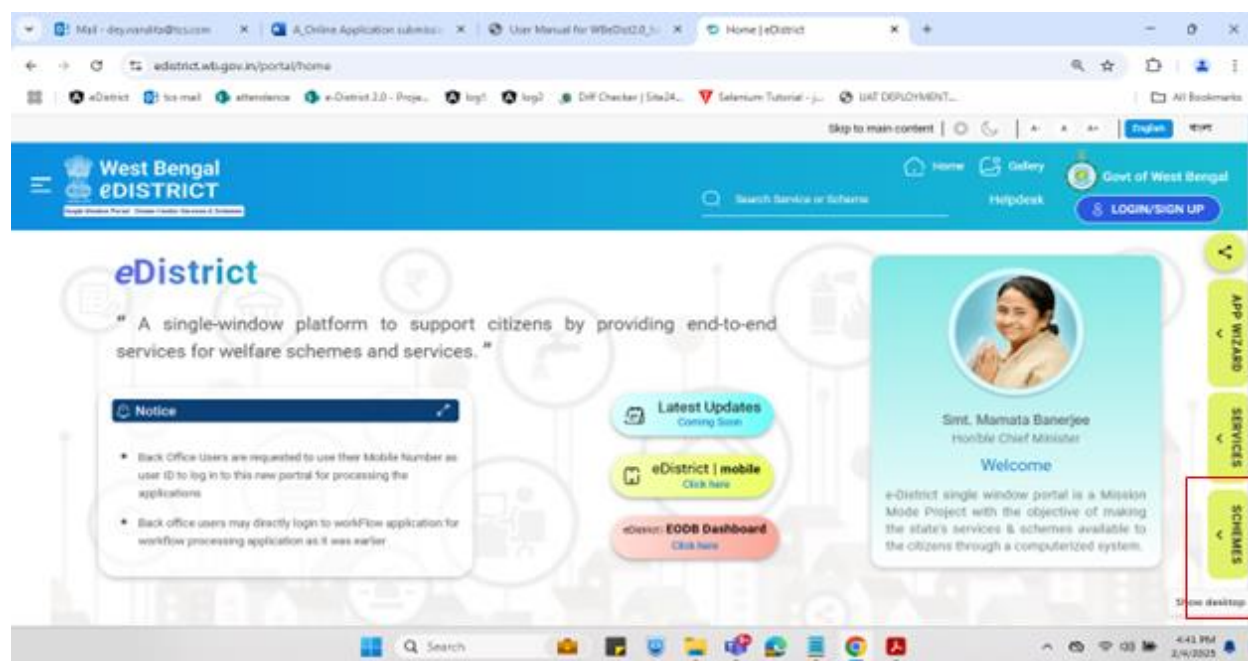 Mail - dey.nandita@tcs.com
A_Online Application submissi
User Manual for WBeDist2.0_
Home | eDistrict
edistrict.wb.gov.in/portal/home
eDistrict
tcs mail
attendance
e-District 2.0 - Proje...
log1
log2
Diff Checker | Site24...
Selenium Tutorial - j...
UAT DEPLOYMENT...
All Bookmarks
Skip to main content
A-
A
A+
English
বাংলা
West Bengal
eDISTRICT
Search Service or Scheme
Home
Gallery
Helpdesk
Govt of West Bengal
LOGIN/SIGN UP
eDistrict
" A single-window platform to support citizens by providing end-to-end
services for welfare schemes and services. "
Notice
Back Office Users are requested to use their Mobile Number as
user ID to log in to this new portral for processing the
applications
Back office users may directly login to workFlow application for
workflow processing application as it was earlier
Latest Updates
Coming Soon
eDistrict | mobile
Click here
eDistrict: EODB Dashboard
Click here
Smt. Mamata Banerjee
Hon'ble Chief Minister
Welcome
e-District single window portal is a Mission
Mode Project with the objective of making
the state's services & schemes available to
the citizens through a computerized system.
APP WIZARD
SERVICES
SCHEMES
Show desktop
Search
4:41 PM
2/4/2025